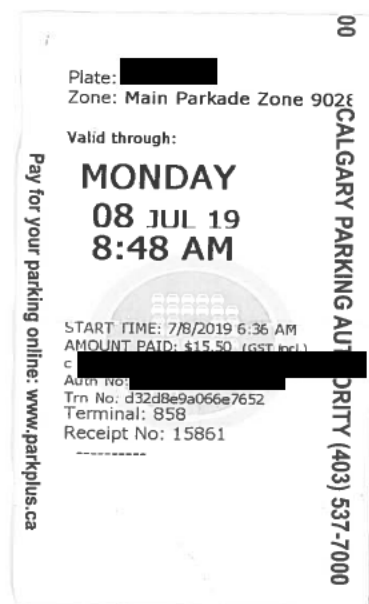 Plate:
Zone: Main Parkade Zone 9028
Valid through:
MONDAY
08 JUL 19
8:48 AM
START TIME: 7/8/2019 6:36 AM
AMOUNT PAID: $15.50 (GST incl.)
c
Auth No:
Trn No: d32d8e9a066e7652
Terminal: 858
Receipt No: 15861
----------
Pay for your parking online: www.parkplus.ca
00
CALGARY PARKING AUTHORITY (403) 537-7000